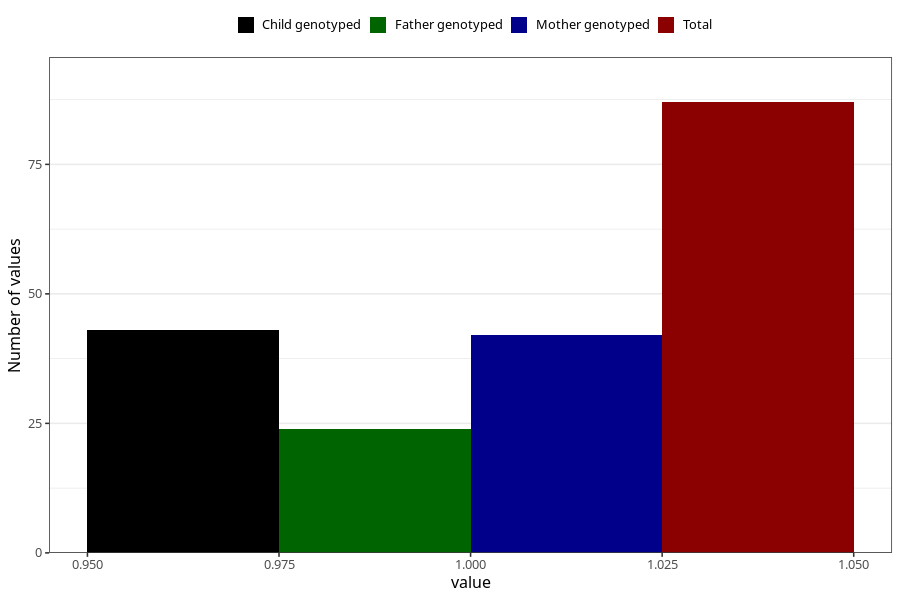 Child genotyped Father genotyped Mother genotyped Total
Number of values
75
50
25
0
0.950 0.975 1.000 1.025 1.050
value